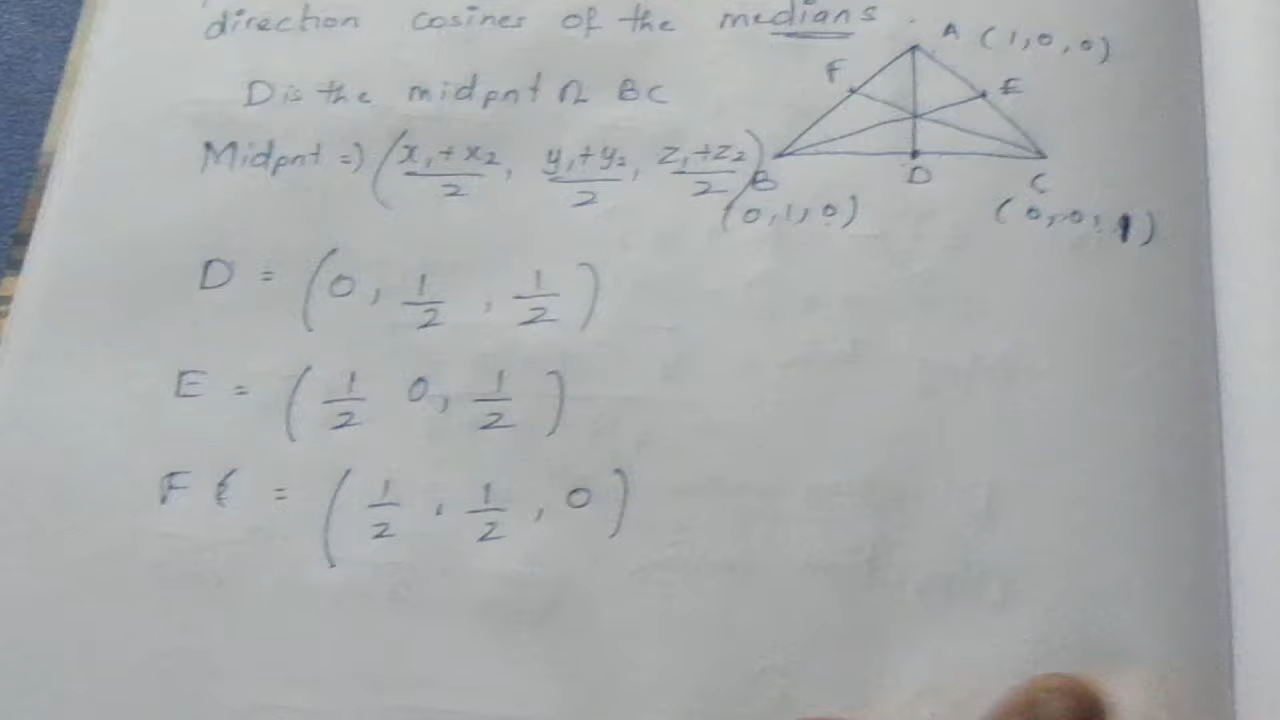 direction cosines of the medians.
A (1,0,0)
F
E
D is the midpnt of BC
Midpnt =) (x₁+x₂/2, y₁+y₂/2, z₁+z₂/2)
B D C
(0,1,0) (0,0,1)
D = (0, 1/2, 1/2)
E = (1/2 0, 1/2)
F = (1/2, 1/2, 0)